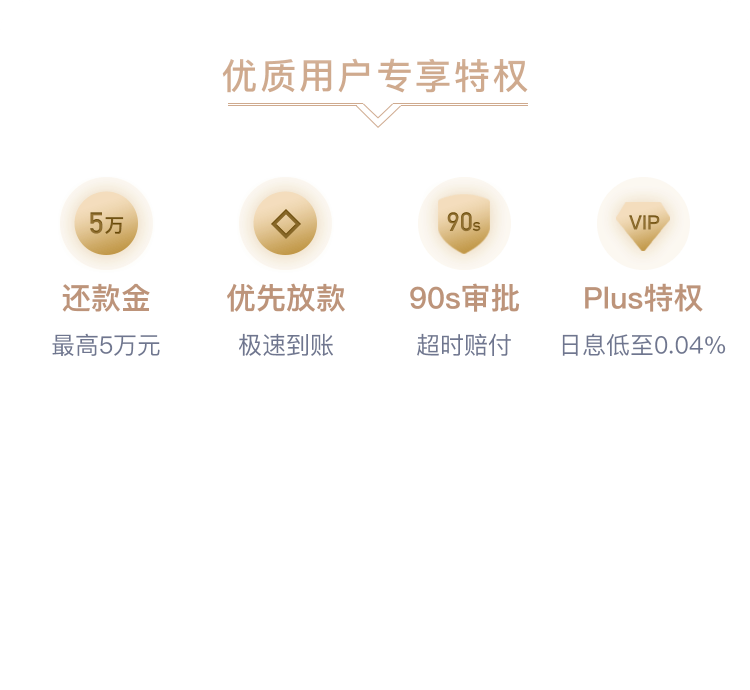 优质用户专享特权
5万
90s
VIP
还款金
优先放款
90s审批
Plus特权
最高5万元
极速到账
超时赔付
日息低至0.04%